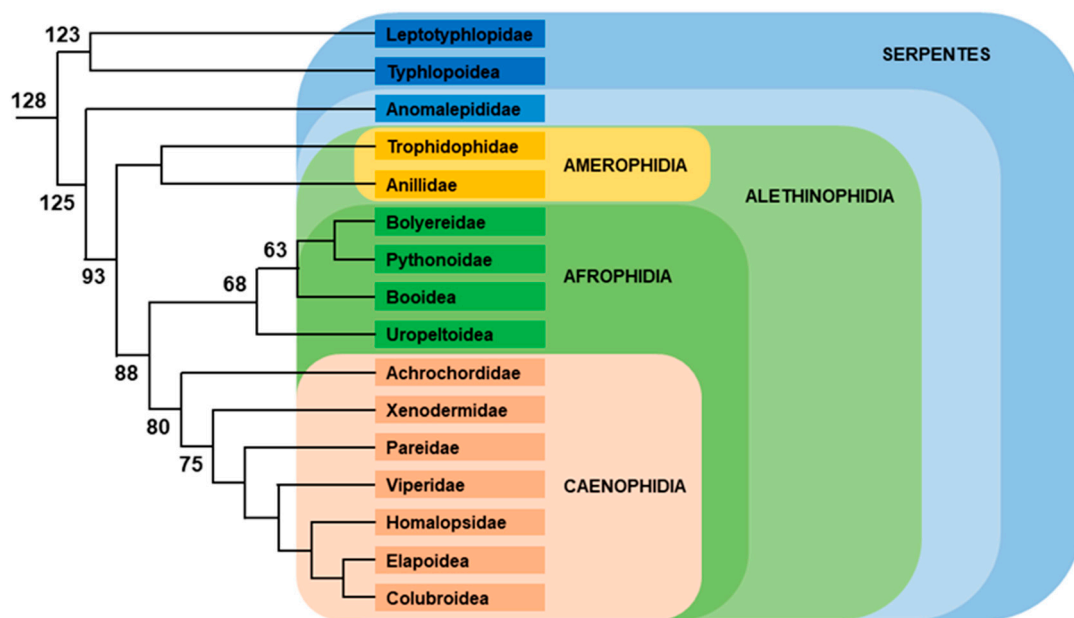 123
Leptotyphlopidae
SERPENTES
Typhlopoidea
128
Anomalepididae
Trophidophidae
AMEROPHIDIA
Anillidae
ALETHINOPHIDIA
125
Bolyereidae
63
Pythonoidae
AFROPHIDIA
93
68
Booidea
Uropeltoidea
88
Achrochordidae
80
Xenodermidae
75
Pareidae
Viperidae
CAENOPHIDIA
Homalopsidae
Elapoidea
Colubroidea